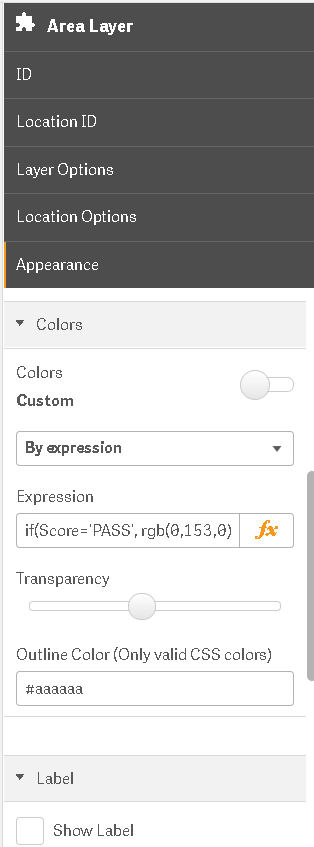 Area Layer
ID
Location ID
Layer Options
Location Options
Appearance
Colors
Colors
Custom
By expression
Expression
if(Score='PASS', rgb(0,153,0)
fx
Transparency
Outline Color (Only valid CSS colors)
#aaaaaa
Label
Show Label